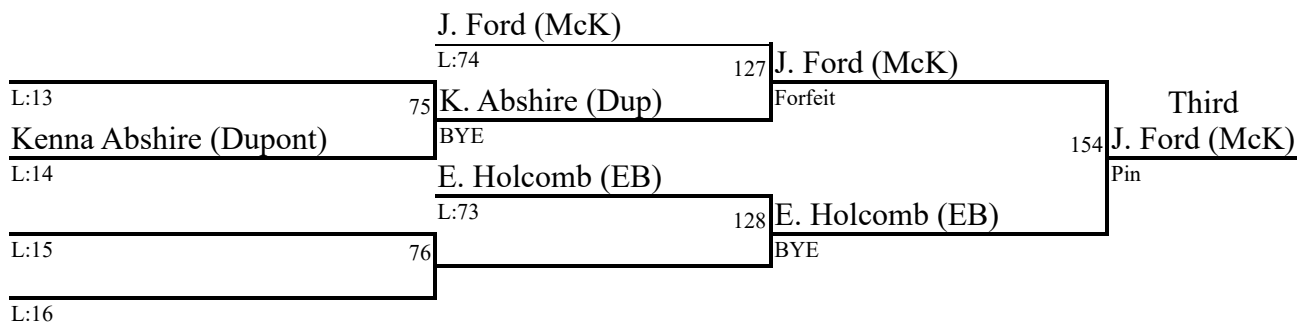 J. Ford (McK)
L:74
127
J. Ford (McK)
Forfeit
L:13
75
K. Abshire (Dup)
BYE
Kenna Abshire (Dupont)
L:14
Third
154
J. Ford (McK)
Pin
E. Holcomb (EB)
L:73
128
E. Holcomb (EB)
BYE
L:15
76
L:16